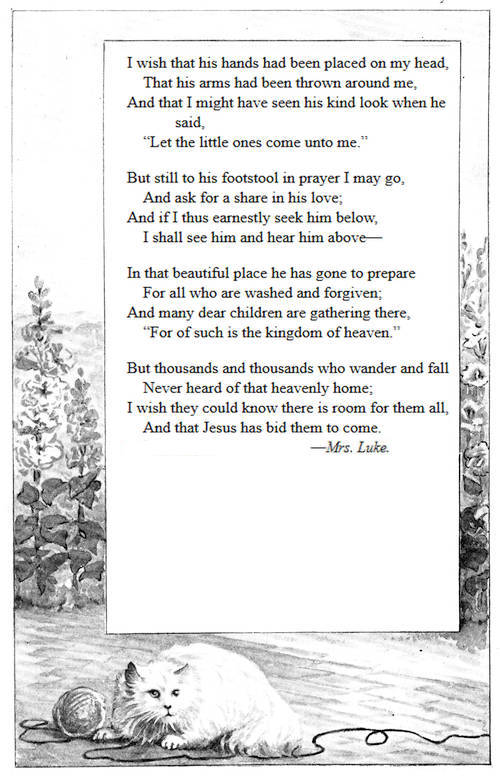 I wish that his hands had been placed on my head,
That his arms had been thrown around me,
And that I might have seen his kind look when he
said,
“Let the little ones come unto me.”
But still to his footstool in prayer I may go,
And ask for a share in his love;
And if I thus earnestly seek him below,
I shall see him and hear him above—
In that beautiful place he has gone to prepare
For all who are washed and forgiven;
And many dear children are gathering there,
“For of such is the kingdom of heaven.”
But thousands and thousands who wander and fall
Never heard of that heavenly home;
I wish they could know there is room for them all,
And that Jesus has bid them to come.
—Mrs. Luke.